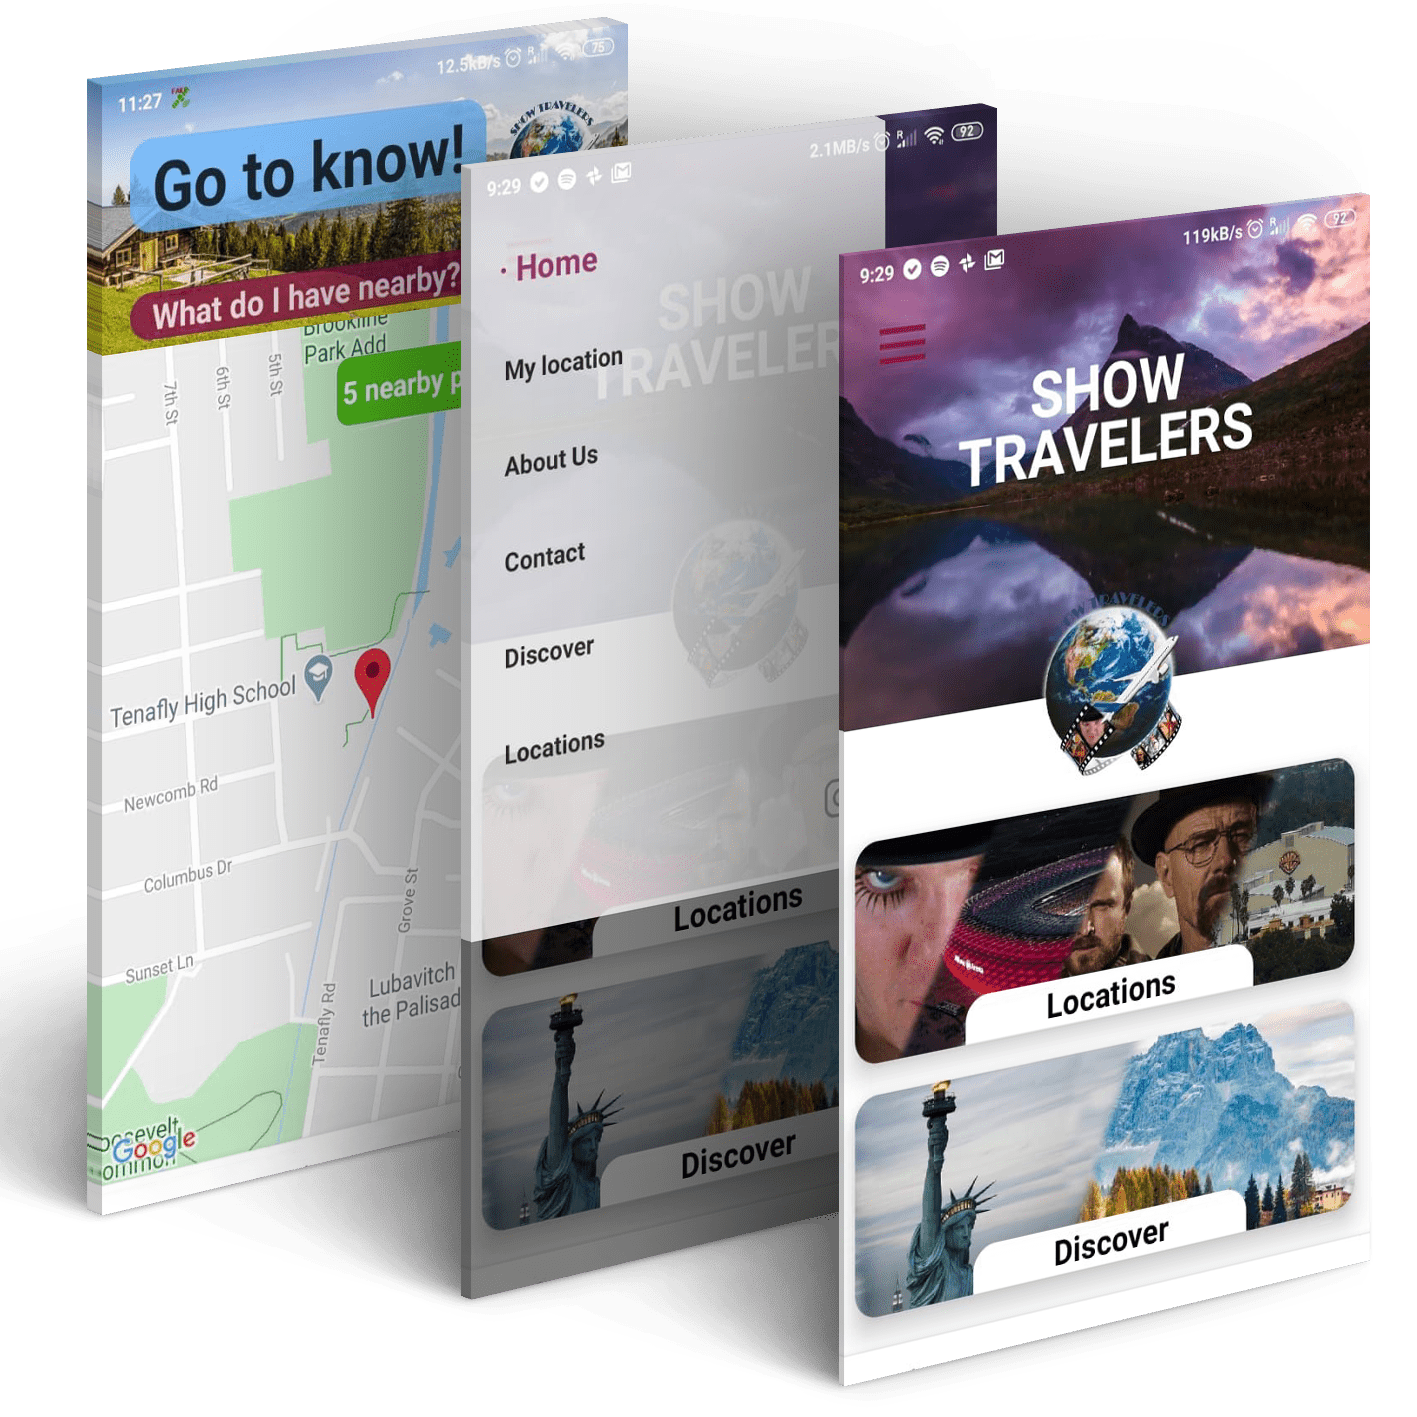 11:27
FAKE
12.5kB/s
R
75
Go to know!
SHOW TRAVELERS
What do I have nearby?
Brookline
Park Add
5 nearby p
7th St
6th St
5th St
Tenafly High School
Newcomb Rd
Columbus Dr
Sunset Ln
Grove St
Tenafly Rd
Lubavitch
the Palisad
oosevelt
ommon
Google
9:29
2.1MB/s
R
92
· Home
SHOW
TRAVELER
My location
About Us
Contact
Discover
Locations
Locations
Discover
9:29
119kB/s
R
92
SHOW
TRAVELERS
SHOW TRAVELERS
Locations
Discover